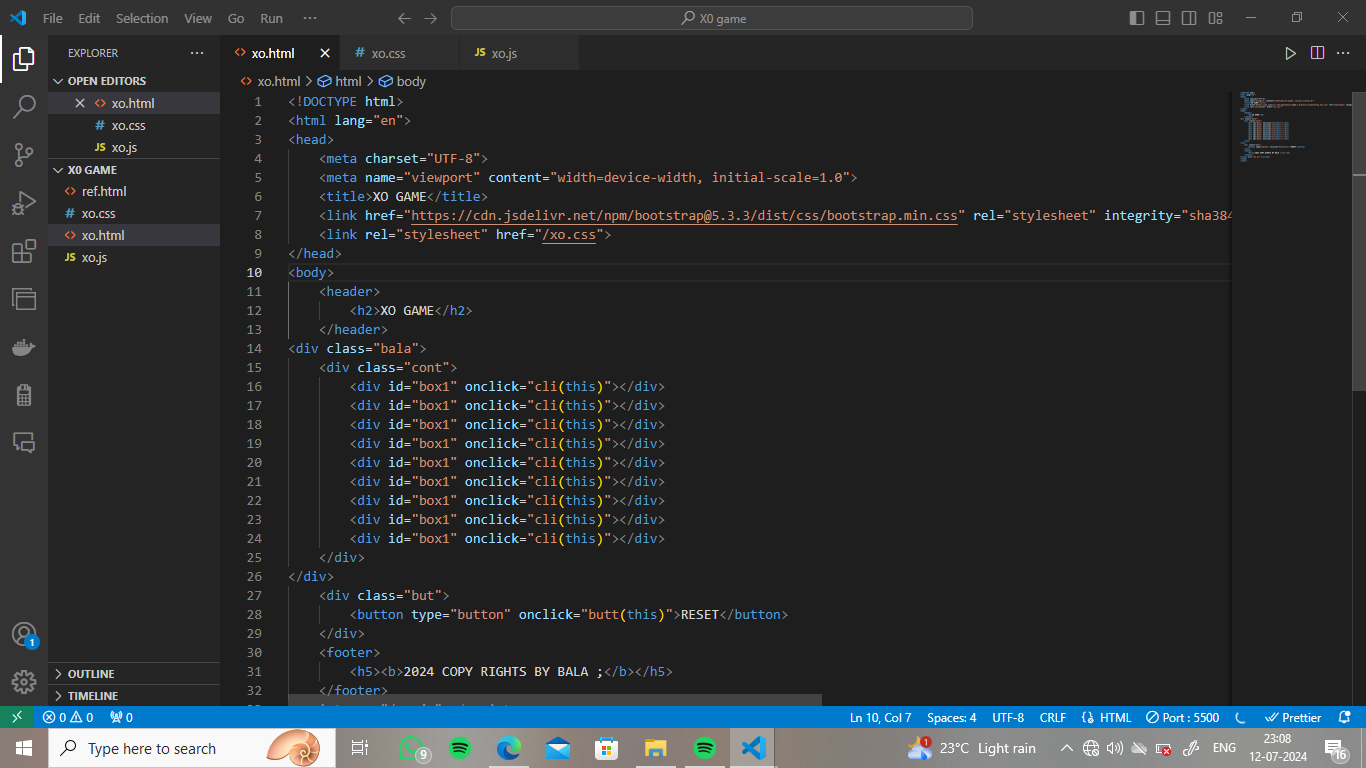 File Edit Selection View Go Run ··· X0 game
EXPLORER ···
OPEN EDITORS
xo.html
xo.css
JS xo.js
X0 GAME
ref.html
xo.css
xo.html
JS xo.js
OUTLINE
TIMELINE
xo.html # xo.css JS xo.js
xo.html > html > body
1 <!DOCTYPE html>
2 <html lang="en">
3 <head>
4 <meta charset="UTF-8">
5 <meta name="viewport" content="width=device-width, initial-scale=1.0">
6 <title>XO GAME</title>
7 <link href="https://cdn.jsdelivr.net/npm/bootstrap@5.3.3/dist/css/bootstrap.min.css" rel="stylesheet" integrity="sha384
8 <link rel="stylesheet" href="/xo.css">
9 </head>
10 <body>
11 <header>
12 <h2>XO GAME</h2>
13 </header>
14 <div class="bala">
15 <div class="cont">
16 <div id="box1" onclick="cli(this)"></div>
17 <div id="box1" onclick="cli(this)"></div>
18 <div id="box1" onclick="cli(this)"></div>
19 <div id="box1" onclick="cli(this)"></div>
20 <div id="box1" onclick="cli(this)"></div>
21 <div id="box1" onclick="cli(this)"></div>
22 <div id="box1" onclick="cli(this)"></div>
23 <div id="box1" onclick="cli(this)"></div>
24 <div id="box1" onclick="cli(this)"></div>
25 </div>
26 </div>
27 <div class="but">
28 <button type="button" onclick="butt(this)">RESET</button>
29 </div>
30 <footer>
31 <h5><b>2024 COPY RIGHTS BY BALA ;</b></h5>
32 </footer>
1
0 0 0 Ln 10, Col 7 Spaces: 4 UTF-8 CRLF HTML Port : 5500 Prettier
Type here to search 9 1 23°C Light rain ENG 23:08 16
12-07-2024